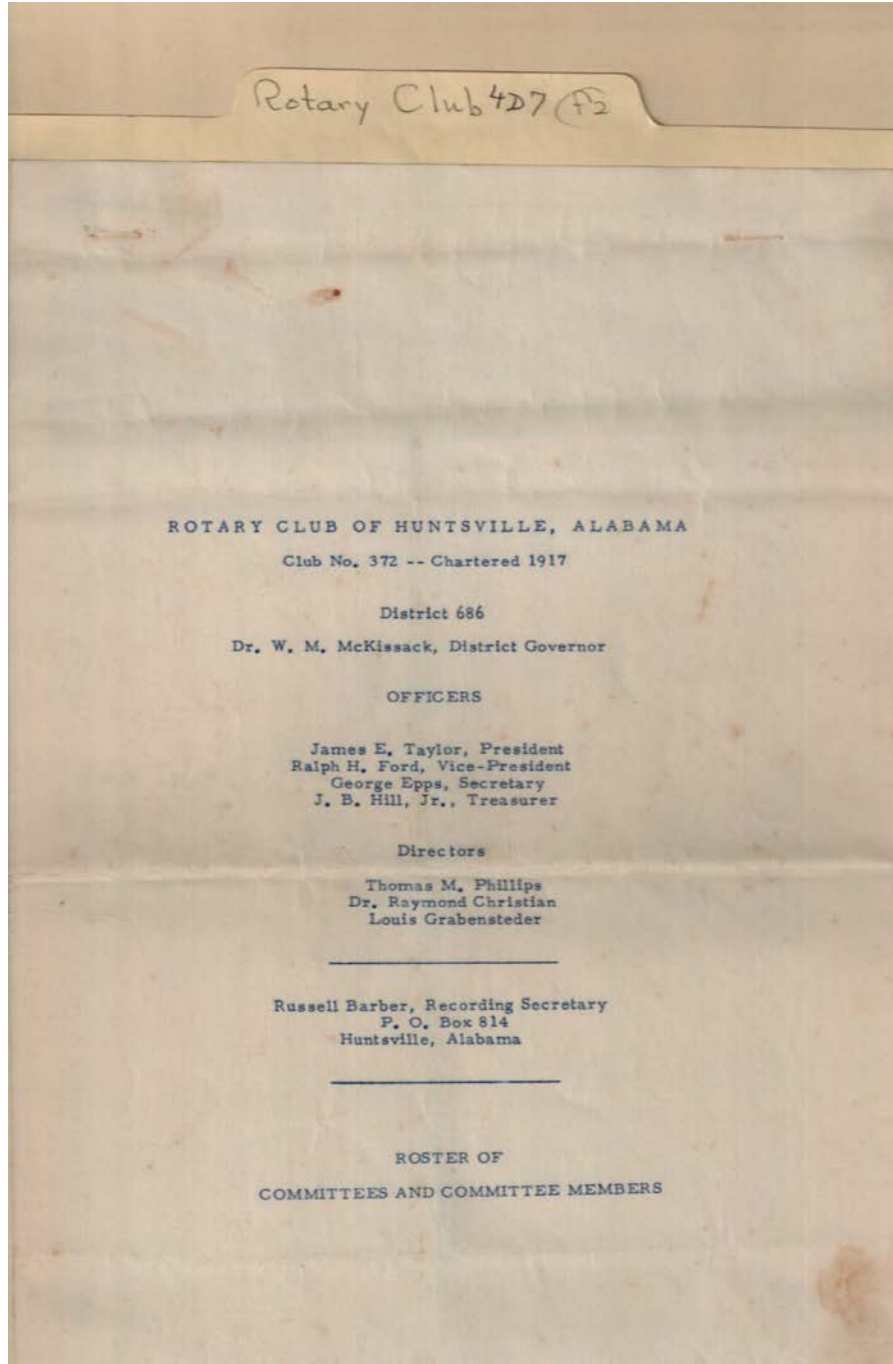 Rotary Club 4D7 f2
ROTARY CLUB OF HUNTSVILLE, ALABAMA
Club No. 372 -- Chartered 1917
District 686
Dr. W. M. McKissack, District Governor
OFFICERS
James E. Taylor, President
Ralph H. Ford, Vice-President
George Epps, Secretary
J. B. Hill, Jr., Treasurer
Directors
Thomas M. Phillips
Dr. Raymond Christian
Louis Grabensteder
Russell Barber, Recording Secretary
P. O. Box 814
Huntsville, Alabama
ROSTER OF
COMMITTEES AND COMMITTEE MEMBERS